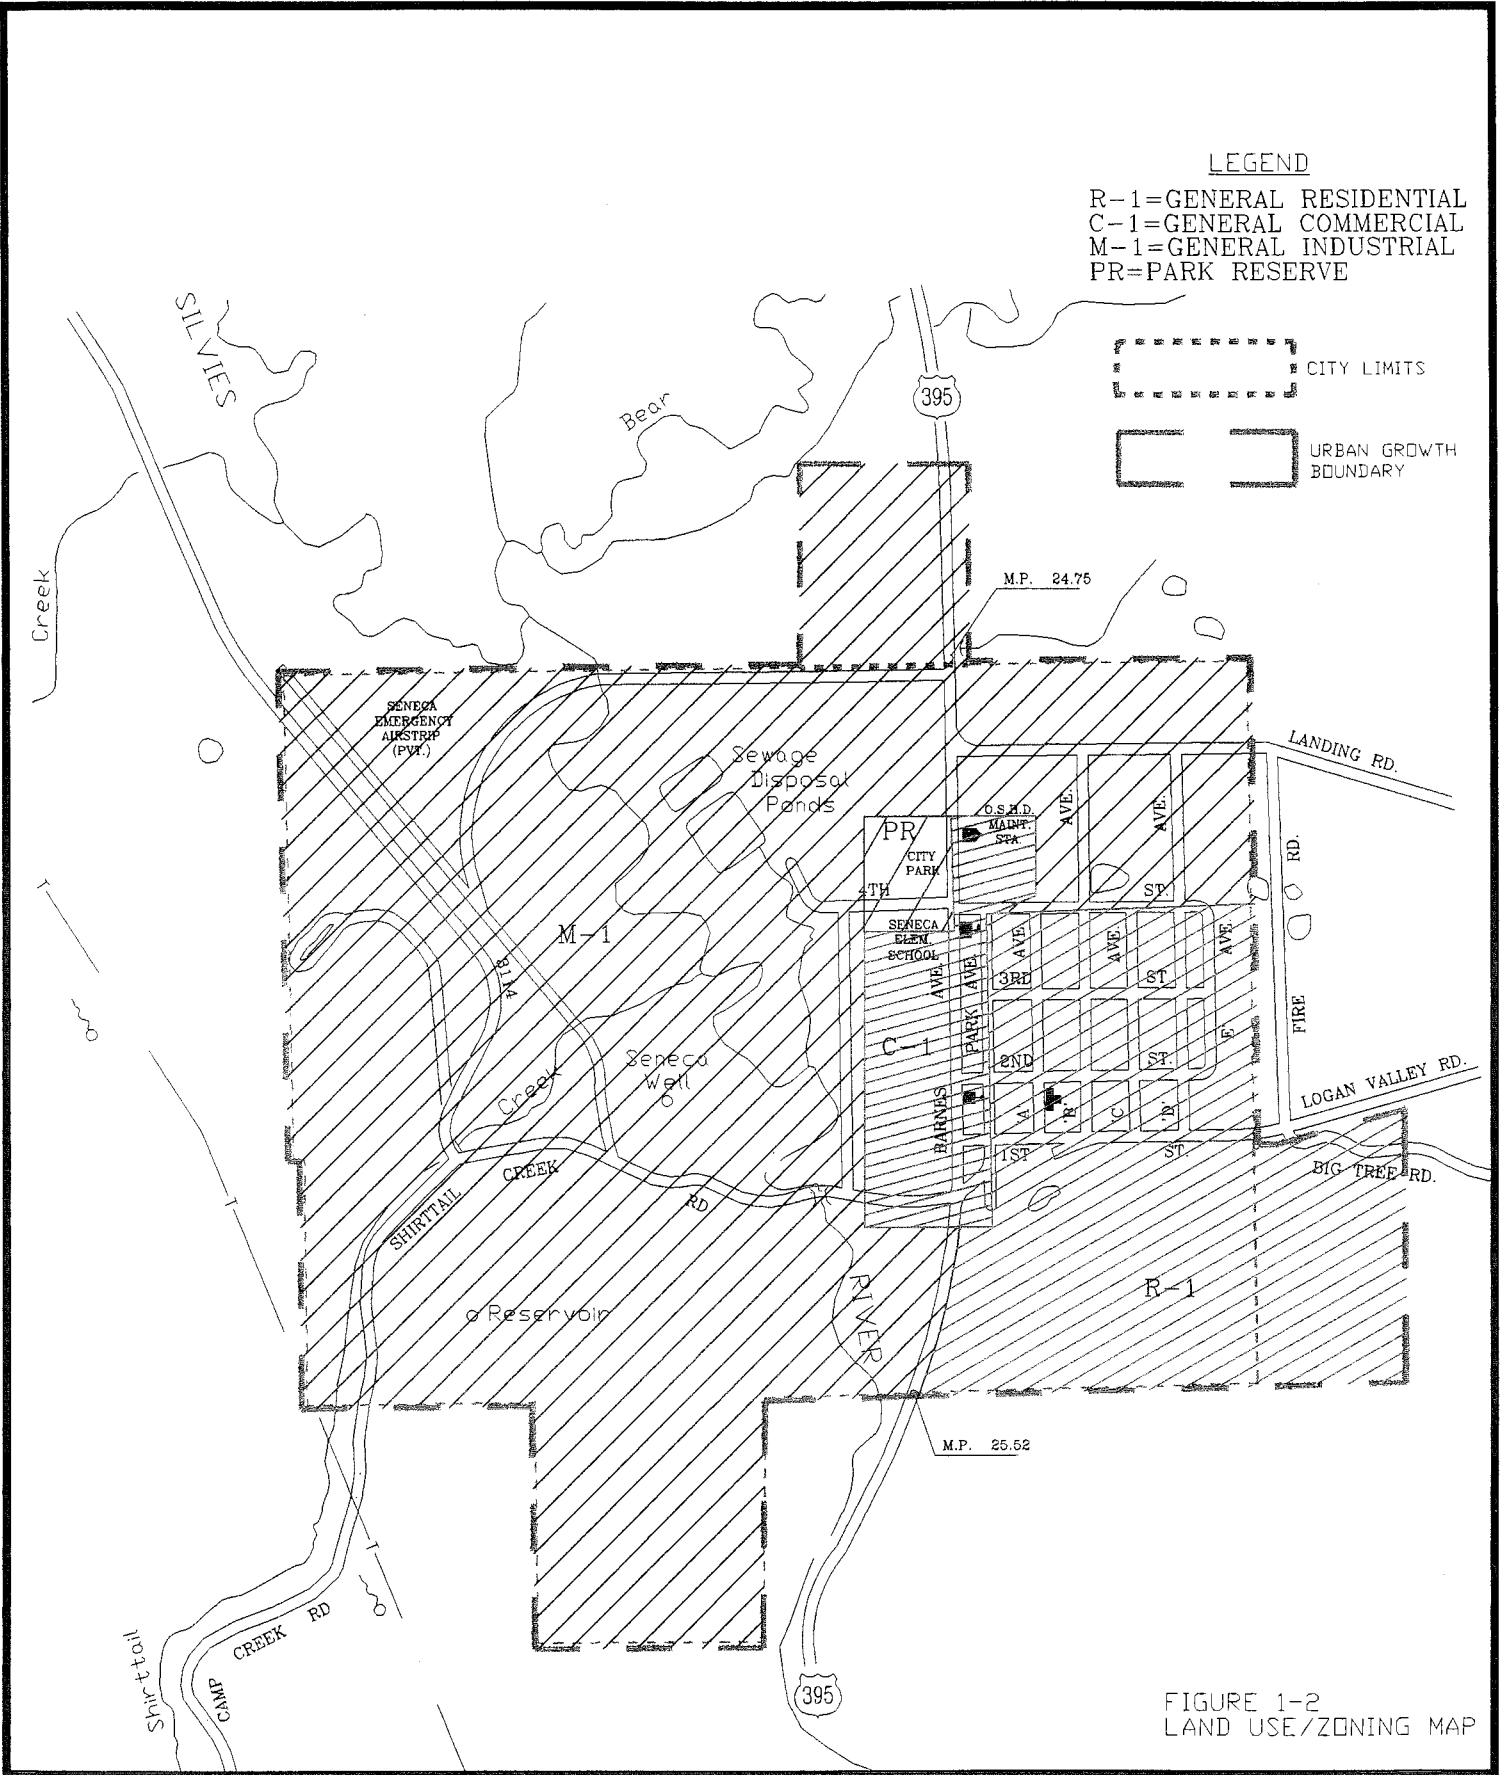 LEGEND
R-1=GENERAL RESIDENTIAL
C-1=GENERAL COMMERCIAL
M-1=GENERAL INDUSTRIAL
PR=PARK RESERVE
CITY LIMITS
URBAN GROWTH
BOUNDARY
SILVIES
Bear
395
Creek
M.P. 24.75
SENECA
EMERGENCY
AIRSTRIP
(PVT.)
Sewage
Disposal
Ponds
LANDING RD.
O.S.H.D.
MAINT.
STA.
AVE.
AVE.
PR
CITY
PARK
4TH
ST.
RD.
FIRE
T
M-1
SENECA
ELEM.
SCHOOL
AVE.
AVE.
AVE.
AVE.
AVE.
3RD
ST.
PARK
C-1
2ND
ST.
'E'
Seneca
Well
Creek
BARNES
'A'
'B'
'C'
'D'
1ST
ST.
LOGAN VALLEY RD.
BIG TREE RD.
CREEK
RD
SHIRTTAIL
T
RIVER
R-1
Reservoir
M.P. 25.52
T
CAMP
CREEK
RD
Shirttail
395
FIGURE 1-2
LAND USE/ZONING MAP